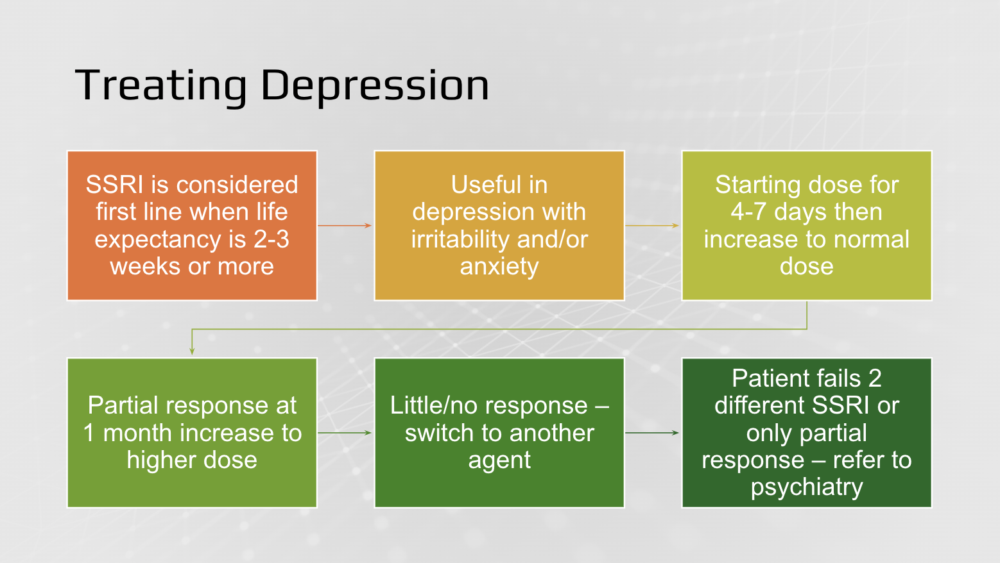 Treating Depression
SSRI is considered
first line when life
expectancy is 2-3
weeks or more
Useful in
depression with
irritability and/or
anxiety
Starting dose for
4-7 days then
increase to normal
dose
Partial response at
1 month increase to
higher dose
Little/no response –
switch to another
agent
Patient fails 2
different SSRI or
only partial
response – refer to
psychiatry